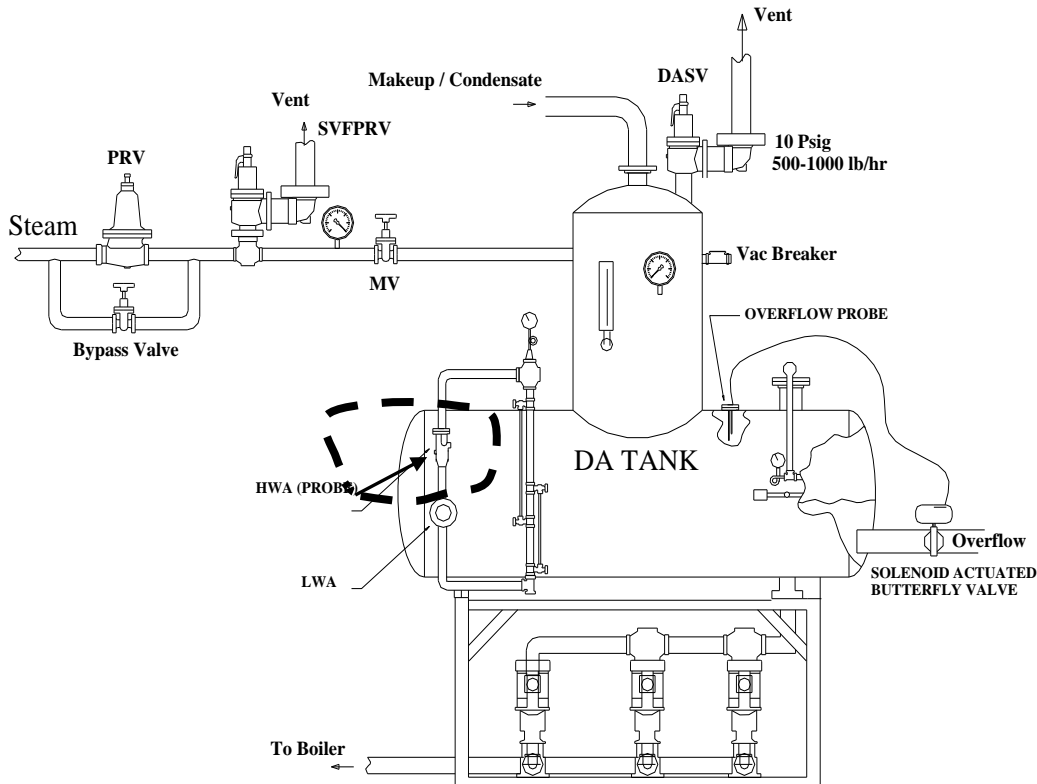 Vent
DASV
Makeup / Condensate
Vent
SVFPRV
10 Psig
500-1000 lb/hr
PRV
Steam
MV
Vac Breaker
Bypass Valve
OVERFLOW PROBE
DA TANK
HWA (PROBE)
LWA
Overflow
SOLENOID ACTUATED
BUTTERFLY VALVE
To Boiler